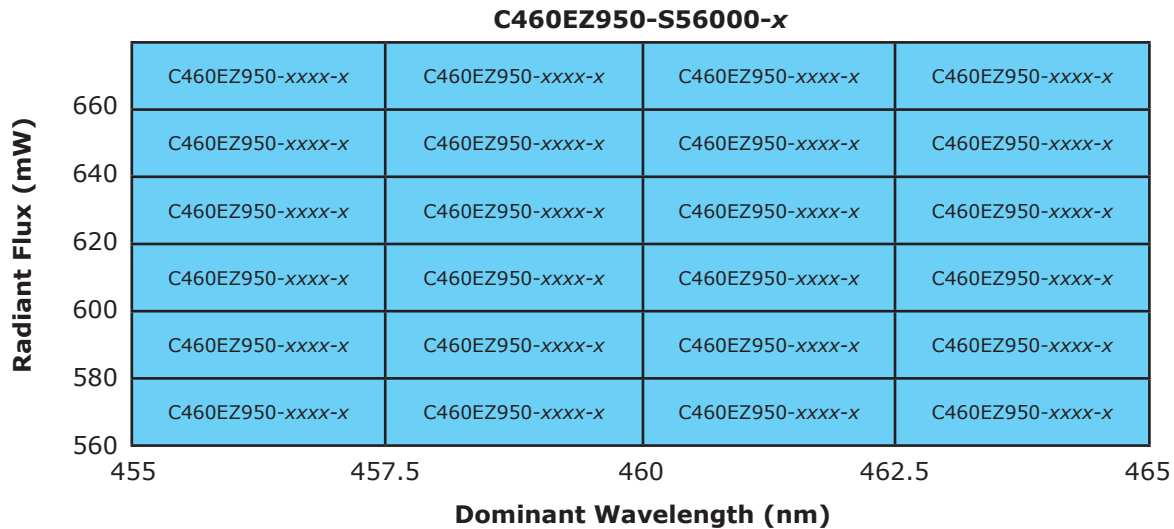 C460EZ950-S56000-x
Radiant Flux (mW)
C460EZ950-xxxx-x C460EZ950-xxxx-x C460EZ950-xxxx-x C460EZ950-xxxx-x
660
C460EZ950-xxxx-x C460EZ950-xxxx-x C460EZ950-xxxx-x C460EZ950-xxxx-x
640
C460EZ950-xxxx-x C460EZ950-xxxx-x C460EZ950-xxxx-x C460EZ950-xxxx-x
620
C460EZ950-xxxx-x C460EZ950-xxxx-x C460EZ950-xxxx-x C460EZ950-xxxx-x
600
C460EZ950-xxxx-x C460EZ950-xxxx-x C460EZ950-xxxx-x C460EZ950-xxxx-x
580
C460EZ950-xxxx-x C460EZ950-xxxx-x C460EZ950-xxxx-x C460EZ950-xxxx-x
560
455 457.5 460 462.5 465
Dominant Wavelength (nm)